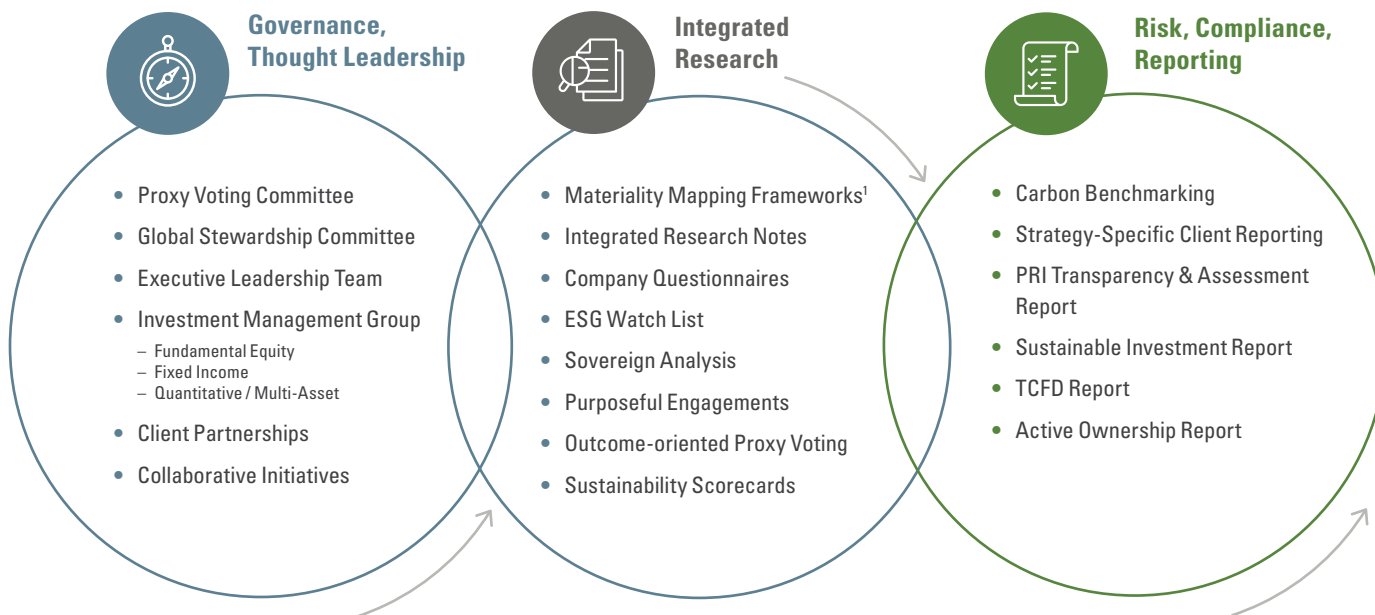 Governance,
Thought Leadership
• Proxy Voting Committee
• Global Stewardship Committee
• Executive Leadership Team
• Investment Management Group
– Fundamental Equity
– Fixed Income
– Quantitative / Multi-Asset
• Client Partnerships
• Collaborative Initiatives
Integrated
Research
• Materiality Mapping Frameworks¹
• Integrated Research Notes
• Company Questionnaires
• ESG Watch List
• Sovereign Analysis
• Purposeful Engagements
• Outcome-oriented Proxy Voting
• Sustainability Scorecards
Risk, Compliance,
Reporting
• Carbon Benchmarking
• Strategy-Specific Client Reporting
• PRI Transparency & Assessment
Report
• Sustainable Investment Report
• TCFD Report
• Active Ownership Report